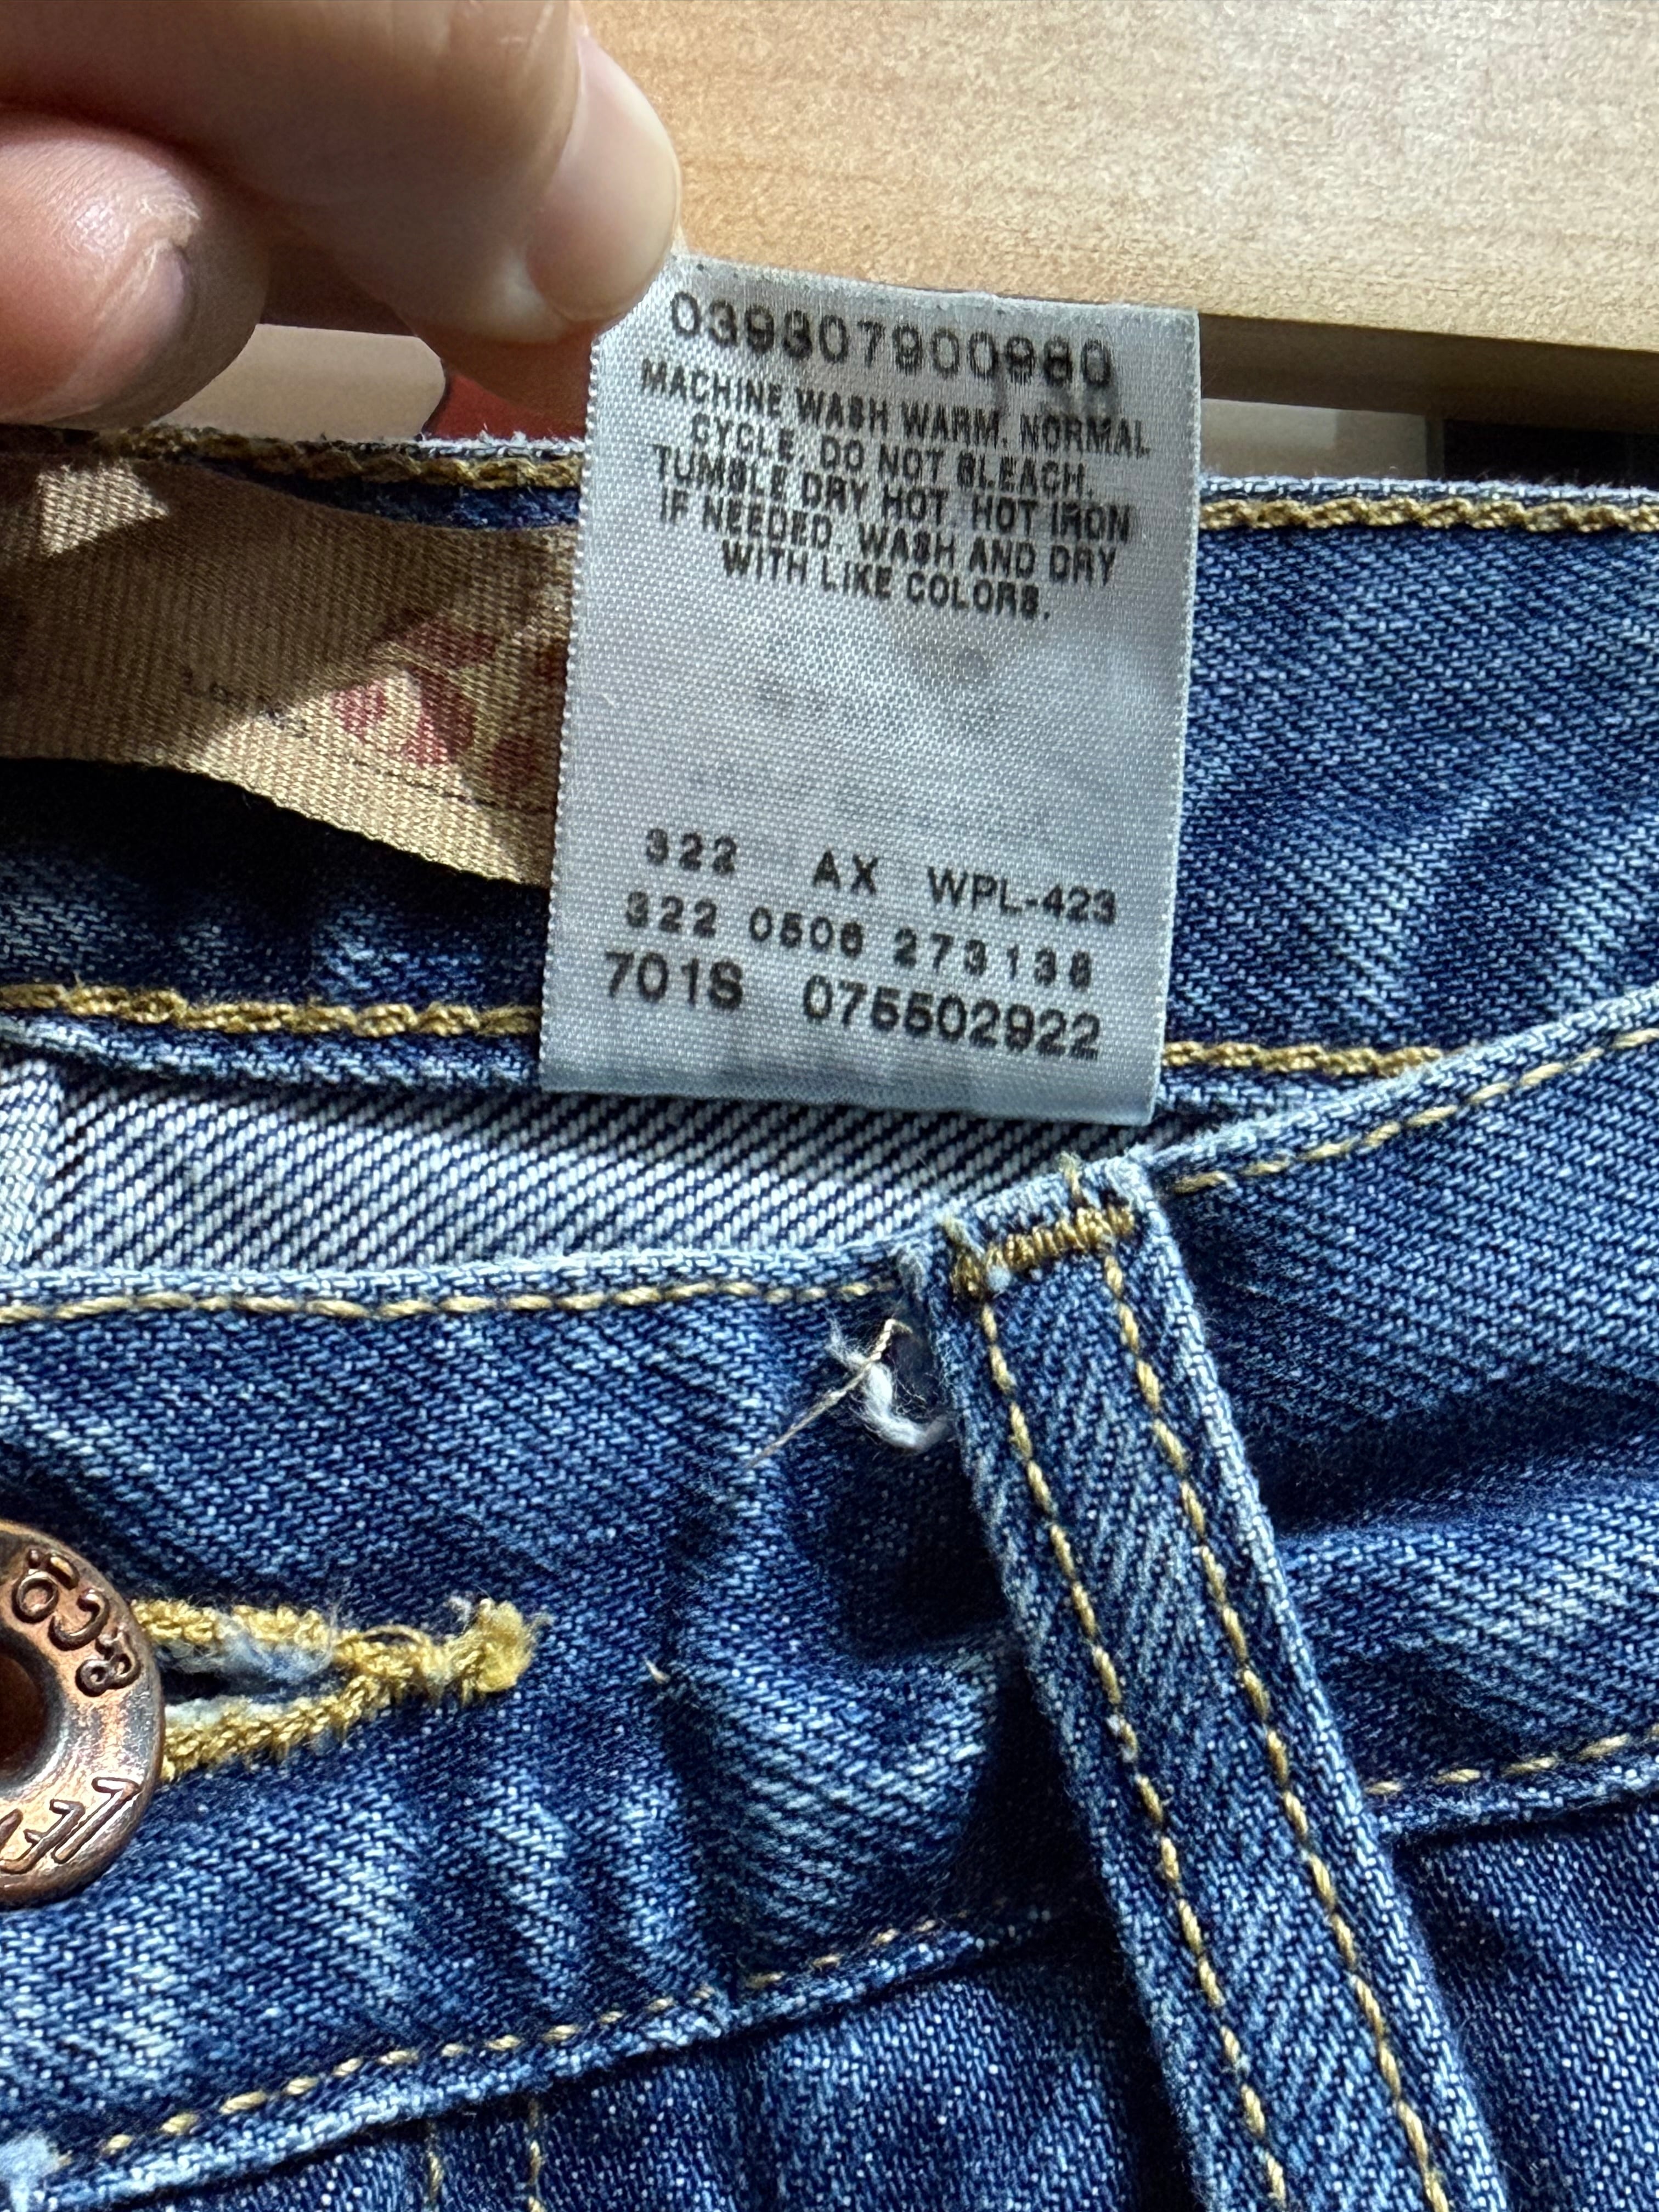 039307900980
MACHINE WASH WARM. NORMAL
CYCLE. DO NOT BLEACH.
TUMBLE DRY HOT. HOT IRON
IF NEEDED. WASH AND DRY
WITH LIKE COLORS.
322 AX WPL-423
322 0506 273138
701S 075502922